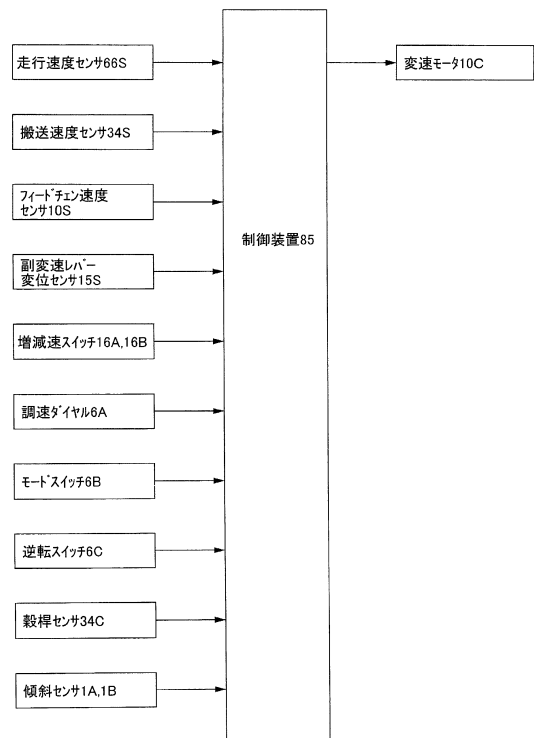 走行速度センサ66S
変速モータ10C
搬送速度センサ34S
フィードチェン速度
センサ10S
制御装置85
副変速レバー
変位センサ15S
増減速スイッチ16A,16B
調速ダイヤル6A
モードスイッチ6B
逆転スイッチ6C
穀桿センサ34C
傾斜センサ1A,1B